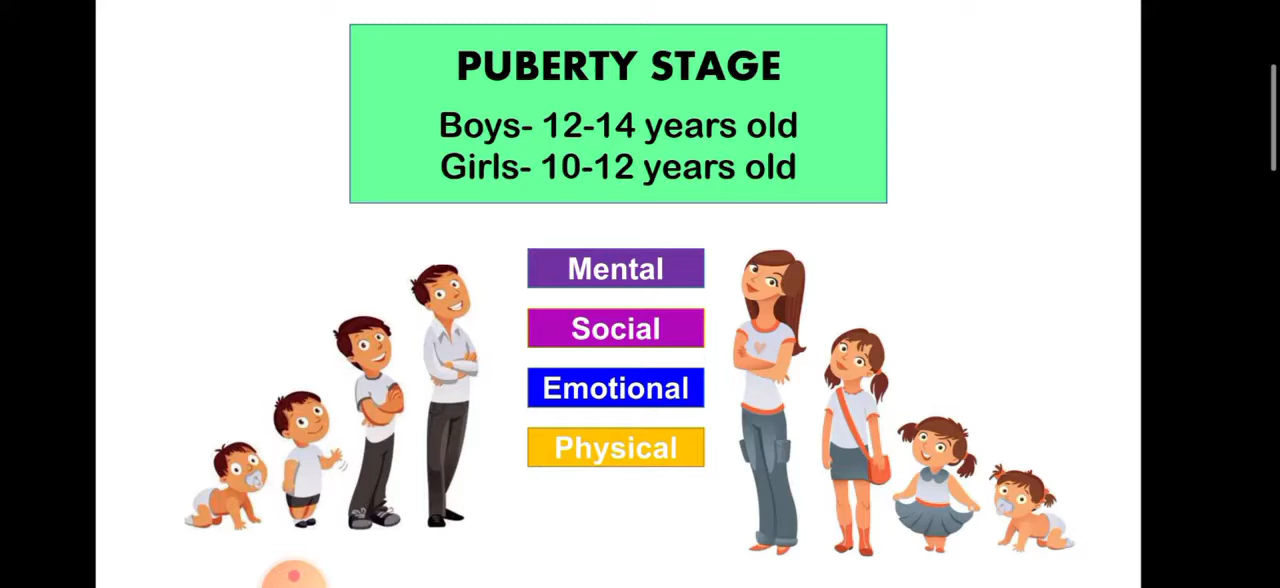 PUBERTY STAGE
Boys- 12-14 years old
Girls- 10-12 years old
Mental
Social
Emotional
Physical